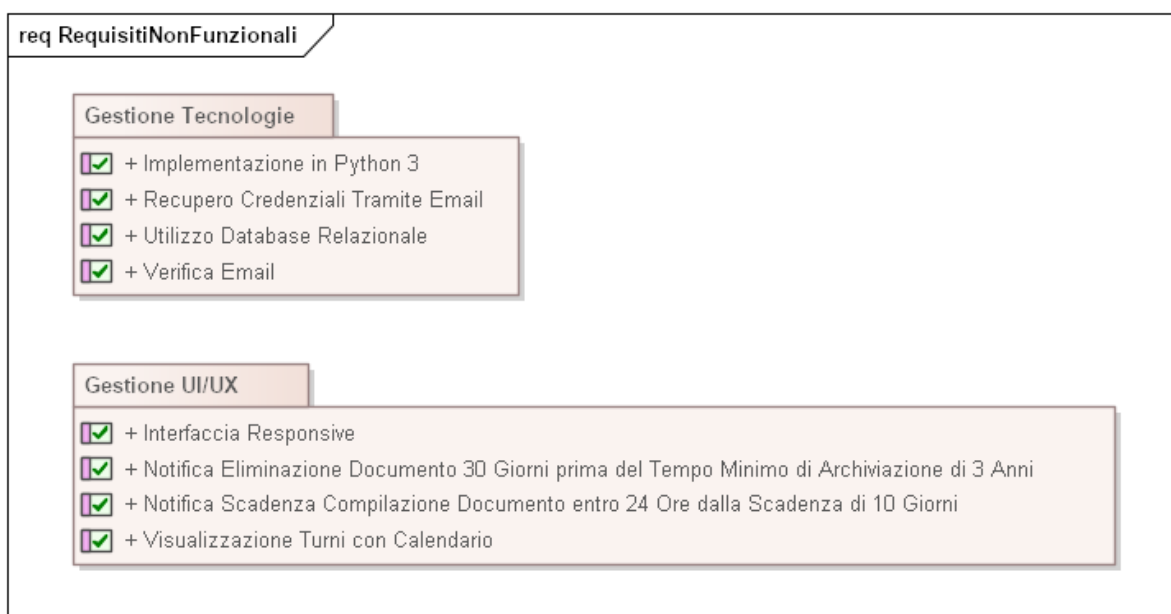 req RequisitiNonFunzionali
Gestione Tecnologie
+ Implementazione in Python 3
+ Recupero Credenziali Tramite Email
+ Utilizzo Database Relazionale
+ Verifica Email
Gestione UI/UX
+ Interfaccia Responsive
+ Notifica Eliminazione Documento 30 Giorni prima del Tempo Minimo di Archiviazione di 3 Anni
+ Notifica Scadenza Compilazione Documento entro 24 Ore dalla Scadenza di 10 Giorni
+ Visualizzazione Turni con Calendario